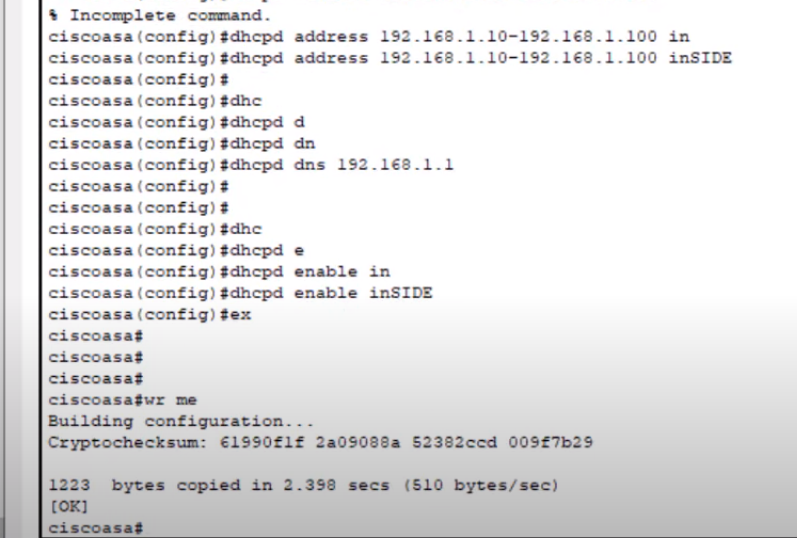 % Incomplete command.
ciscoasa(config)#dhcpd address 192.168.1.10-192.168.1.100 in
ciscoasa(config)#dhcpd address 192.168.1.10-192.168.1.100 inSIDE
ciscoasa(config)#
ciscoasa(config)#dhc
ciscoasa(config)#dhcpd d
ciscoasa(config)#dhcpd dn
ciscoasa(config)#dhcpd dns 192.168.1.1
ciscoasa(config)#
ciscoasa(config)#
ciscoasa(config)#dhc
ciscoasa(config)#dhcpd e
ciscoasa(config)#dhcpd enable in
ciscoasa(config)#dhcpd enable inSIDE
ciscoasa(config)#ex
ciscoasa#
ciscoasa#
ciscoasa#
ciscoasa#wr me
Building configuration...
Cryptochecksum: 61990f1f 2a09088a 52382ccd 009f7b29
1223 bytes copied in 2.398 secs (510 bytes/sec)
[OK]
ciscoasa#